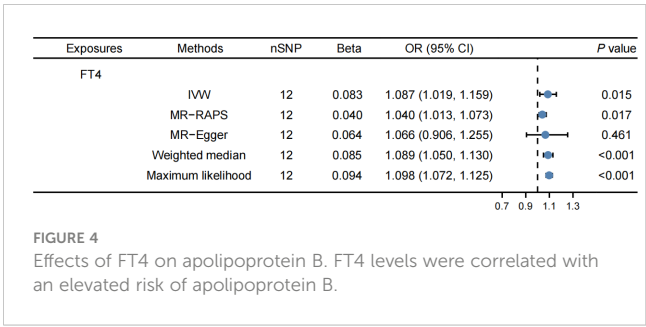 Exposures Methods nSNP Beta OR (95% CI) P value
FT4
IVW 12 0.083 1.087 (1.019, 1.159) 0.015
MR−RAPS 12 0.040 1.040 (1.013, 1.073) 0.017
MR−Egger 12 0.064 1.066 (0.906, 1.255) 0.461
Weighted median 12 0.085 1.089 (1.050, 1.130) <0.001
Maximum likelihood 12 0.094 1.098 (1.072, 1.125) <0.001
0.7 0.9 1.1 1.3
FIGURE 4
Effects of FT4 on apolipoprotein B. FT4 levels were correlated with
an elevated risk of apolipoprotein B.